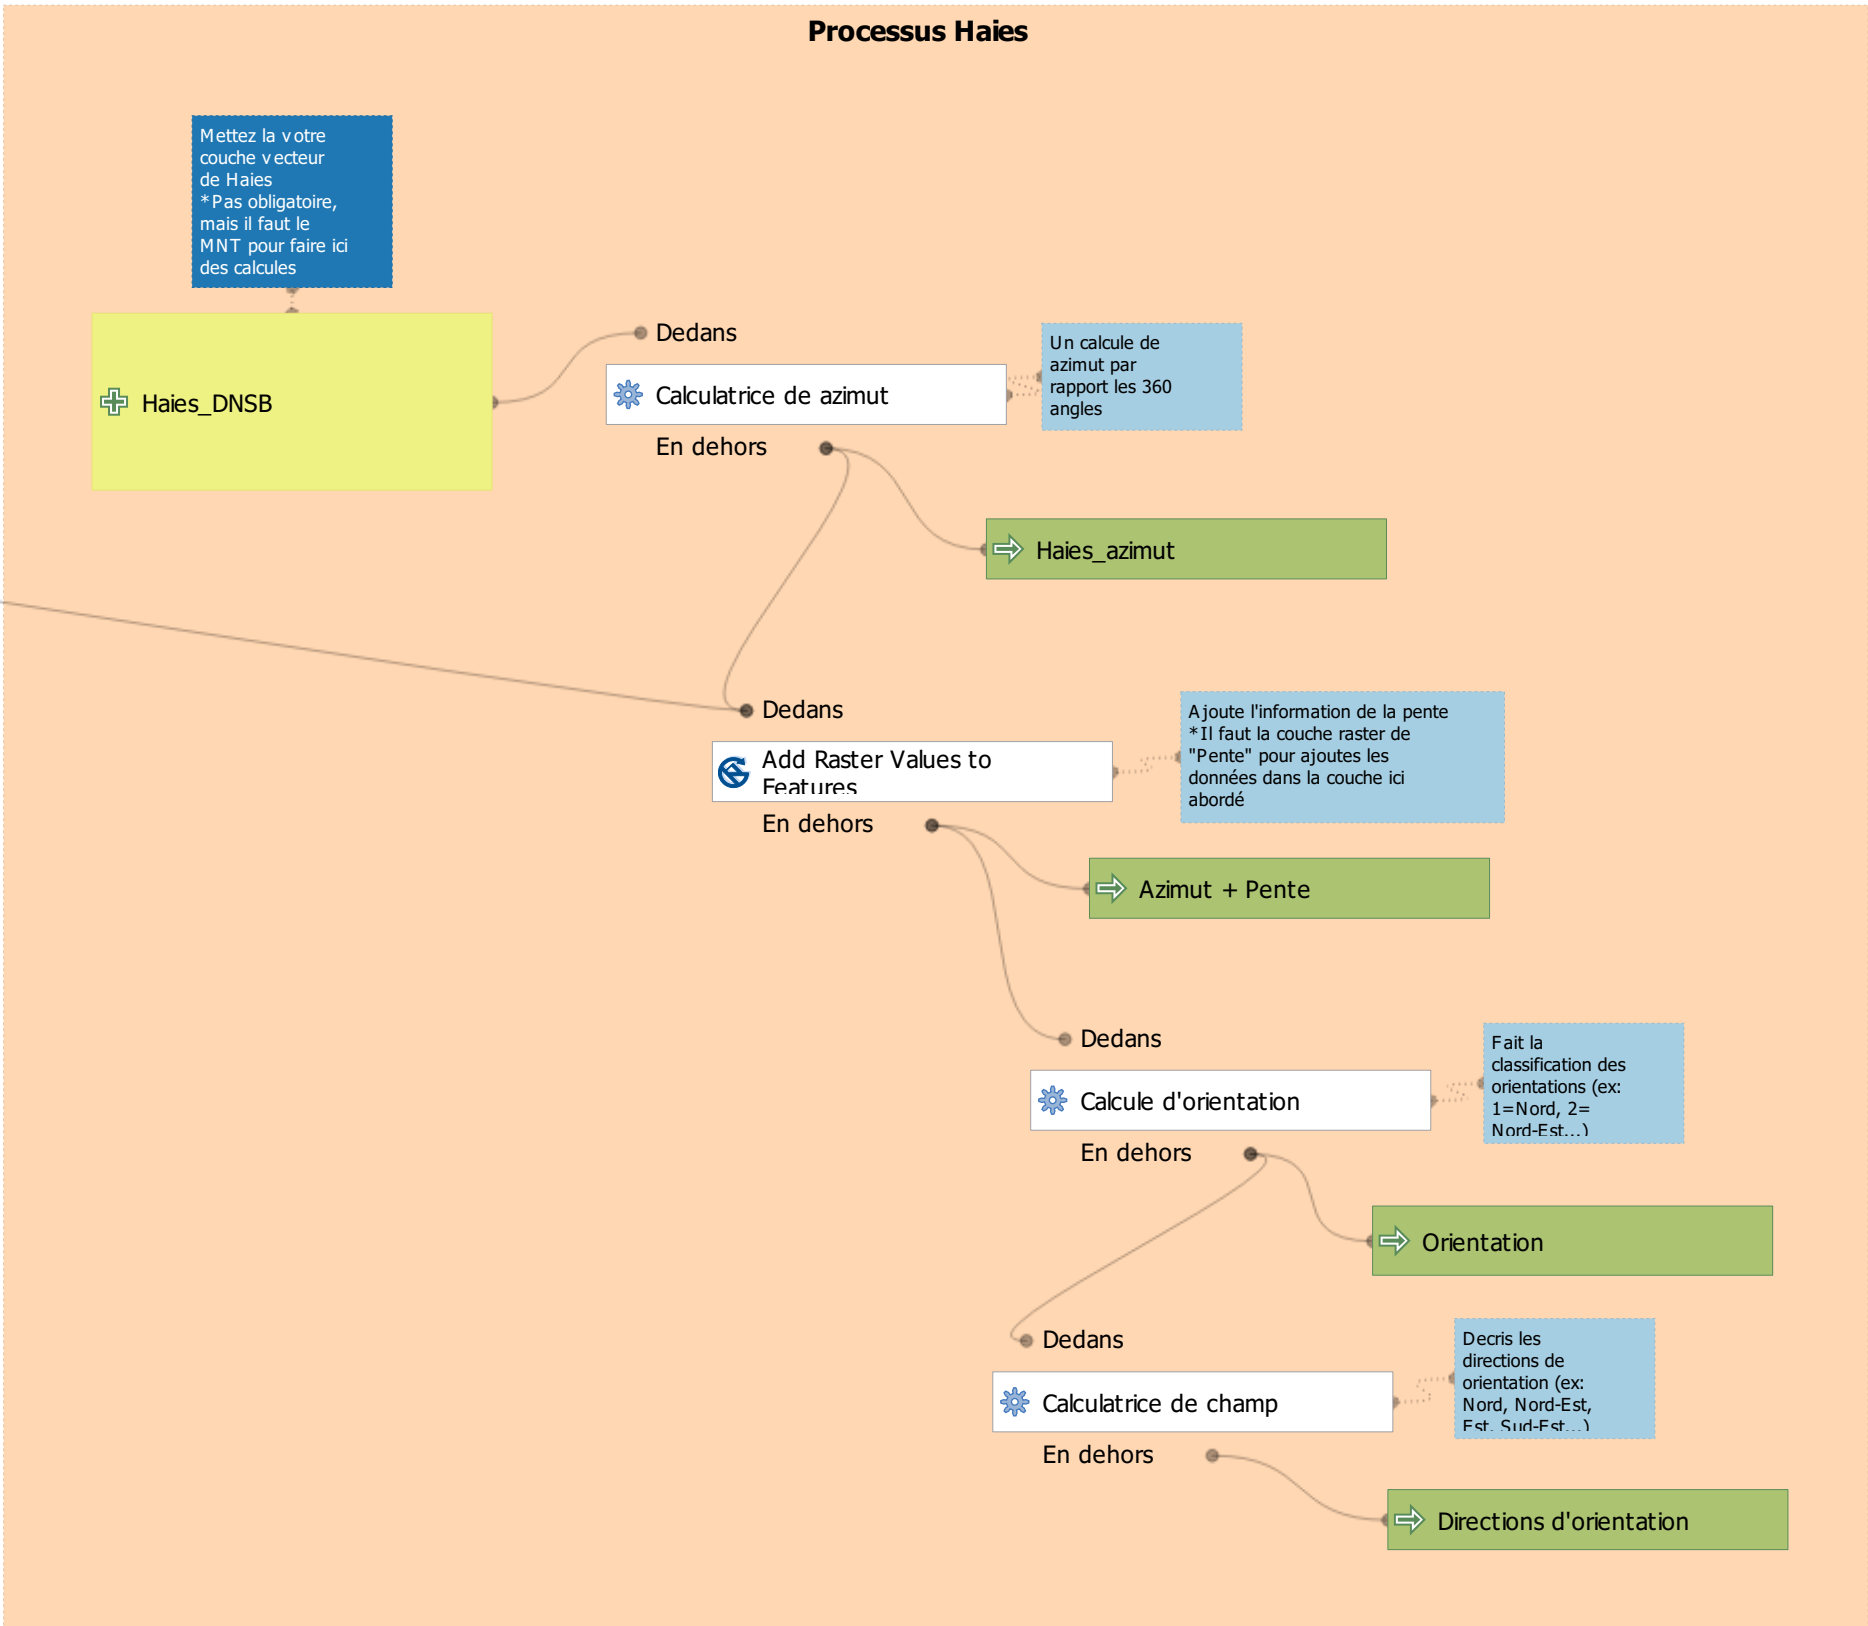 Processus Haies
Mettez la votre
couche vecteur
de Haies
*Pas obligatoire,
mais il faut le
MNT pour faire ici
des calcules
Haies_DNSB
Dedans
Calculatrice de azimut
En dehors
Un calcule de
azimut par
rapport les 360
angles
Haies_azimut
Dedans
Add Raster Values to
Features
En dehors
Ajoute l'information de la pente
*Il faut la couche raster de
"Pente" pour ajoutes les
données dans la couche ici
abordé
Azimut + Pente
Dedans
Calcule d'orientation
En dehors
Fait la
classification des
orientations (ex:
1=Nord, 2=
Nord-Est...)
Orientation
Dedans
Calculatrice de champ
En dehors
Decris les
directions de
orientation (ex:
Nord, Nord-Est,
Est, Sud-Est...)
Directions d'orientation